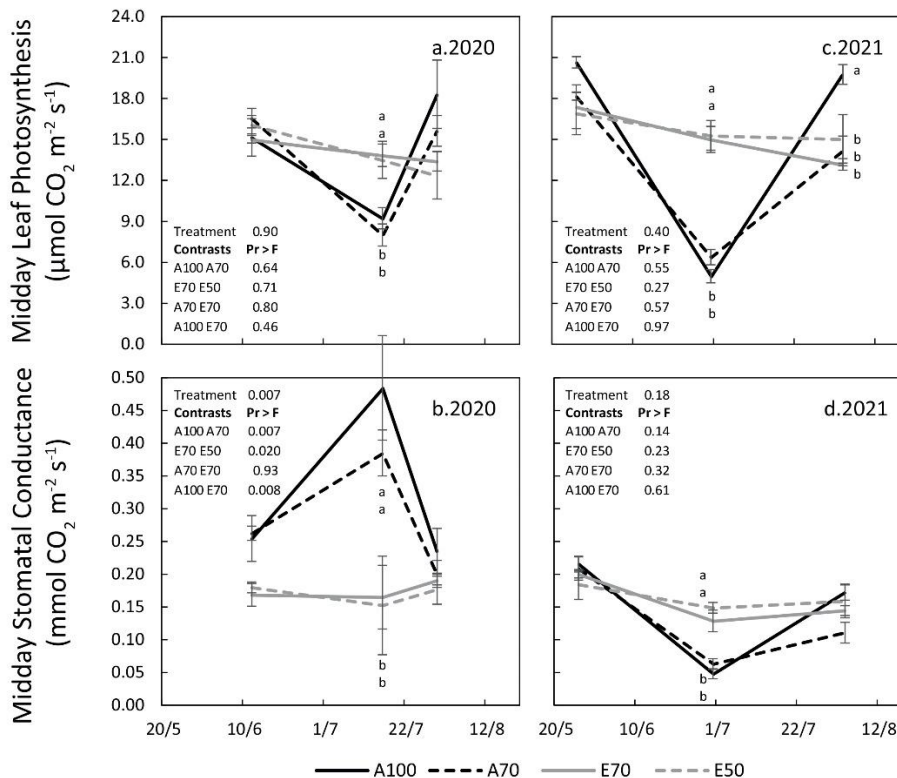 Midday Leaf Photosynthesis
(μmol CO2 m-2 s-1)
24.0
21.0
18.0
15.0
12.0
9.0
6.0
3.0
0.0
a.2020
a
a
b
b
Treatment 0.90
Contrasts Pr > F
A100 A70 0.64
E70 E50 0.71
A70 E70 0.80
A100 E70 0.46
c.2021
a
a
a
b
b
b
b
b
Treatment 0.40
Contrasts Pr > F
A100 A70 0.55
E70 E50 0.27
A70 E70 0.57
A100 E70 0.97
Midday Stomatal Conductance
(mmol CO2 m-2 s-1)
0.50
0.45
0.40
0.35
0.30
0.25
0.20
0.15
0.10
0.05
0.00
Treatment 0.007
Contrasts Pr > F
A100 A70 0.007
E70 E50 0.020
A70 E70 0.93
A100 E70 0.008
b.2020
a
a
b
b
Treatment 0.18
Contrasts Pr > F
A100 A70 0.14
E70 E50 0.23
A70 E70 0.32
A100 E70 0.61
d.2021
a
a
b
b
20/5 10/6 1/7 22/7 12/8
20/5 10/6 1/7 22/7 12/8
A100 A70 E70 E50